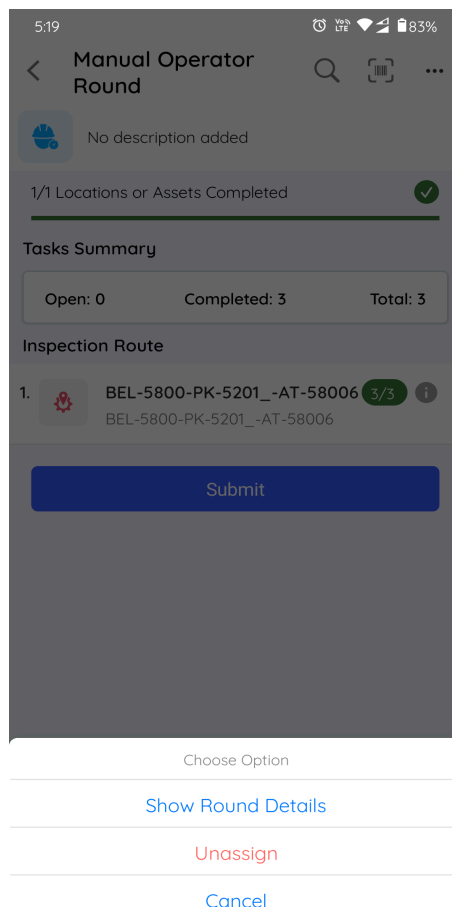 5:19 Vo)) LTE 83%
Manual Operator
Round
No description added
1/1 Locations or Assets Completed
Tasks Summary
Open: 0 Completed: 3 Total: 3
Inspection Route
1. BEL-5800-PK-5201_-AT-58006 3/3 i
BEL-5800-PK-5201_-AT-58006
Submit
Choose Option
Show Round Details
Unassign
Cancel